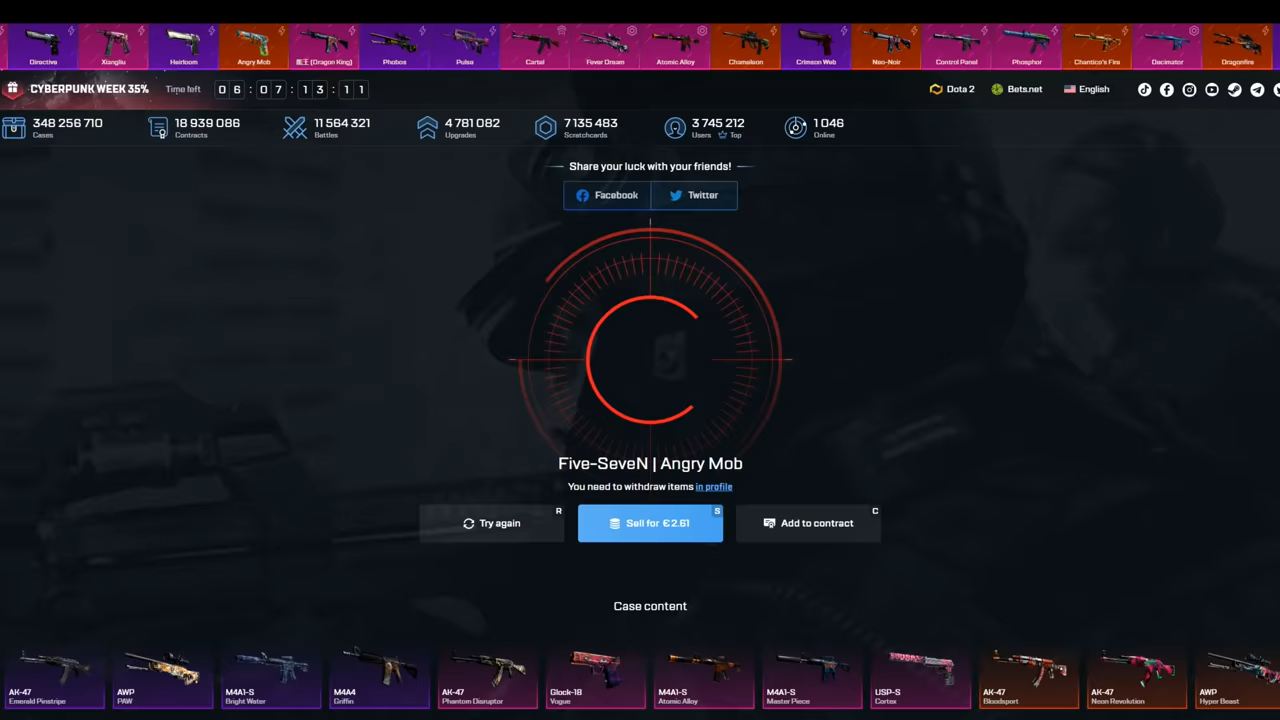 Directive
Xiangliu
Heirloom
Angry Mob
龍王 (Dragon King)
Phobos
Pulse
Cartel
Fever Dream
Atomic Alloy
Chameleon
Crimson Web
Neo-Noir
Control Panel
Phosphor
Chantico's Fire
Decimator
Dragonfire
CYBERPUNK WEEK 35%
Time left
06:07:13:11
Dota 2
Bets.net
English
348 256 710
Cases
18 939 086
Contracts
11 564 321
Battles
4 781 082
Upgrades
7 135 483
Scratchcards
3 745 212
Users
Top
1 046
Online
Share your luck with your friends!
Facebook
Twitter
Five-SeveN | Angry Mob
You need to withdraw items in profile
Try again
R
Sell for € 2.61
S
Add to contract
C
Case content
AK-47
Emerald Pinstripe
AWP
PAW
M4A1-S
Bright Water
M4A4
Griffin
AK-47
Phantom Disruptor
Glock-18
Vogue
M4A1-S
Atomic Alloy
M4A1-S
Master Piece
USP-S
Cortex
AK-47
Bloodsport
AK-47
Neon Revolution
AWP
Hyper Beast